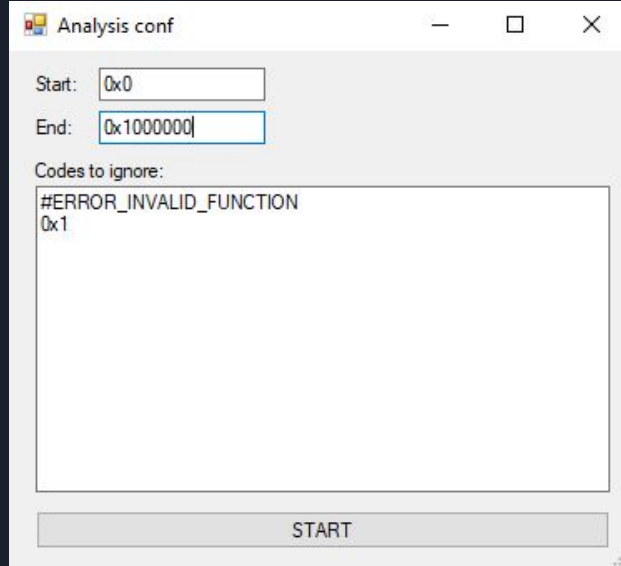 Analysis conf
Start: 0x0
End: 0x1000000
Codes to ignore:
#ERROR_INVALID_FUNCTION
0x1
START